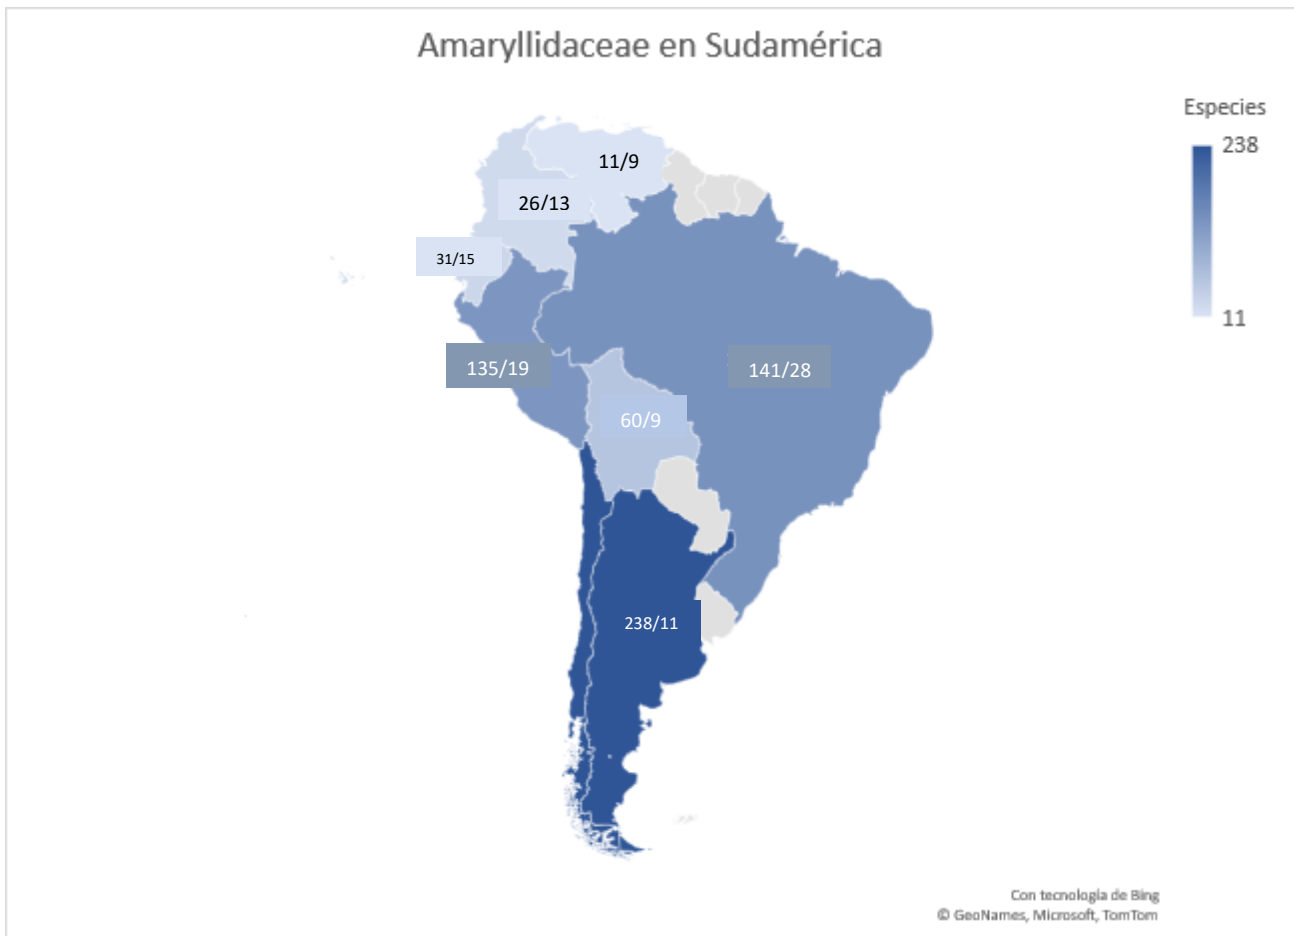 Amaryllidaceae en Sudamérica
Especies
238
11
11/9
26/13
31/15
135/19
141/28
60/9
238/11
Con tecnología de Bing
© GeoNames, Microsoft, TomTom